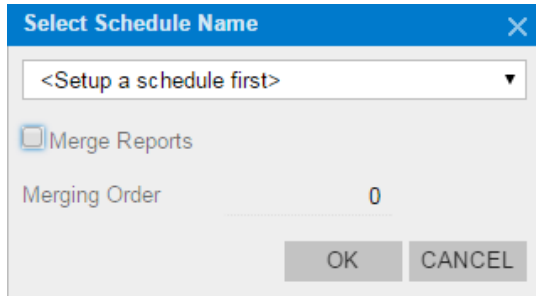 Select Schedule Name
<Setup a schedule first>
Merge Reports
Merging Order 0
OK CANCEL